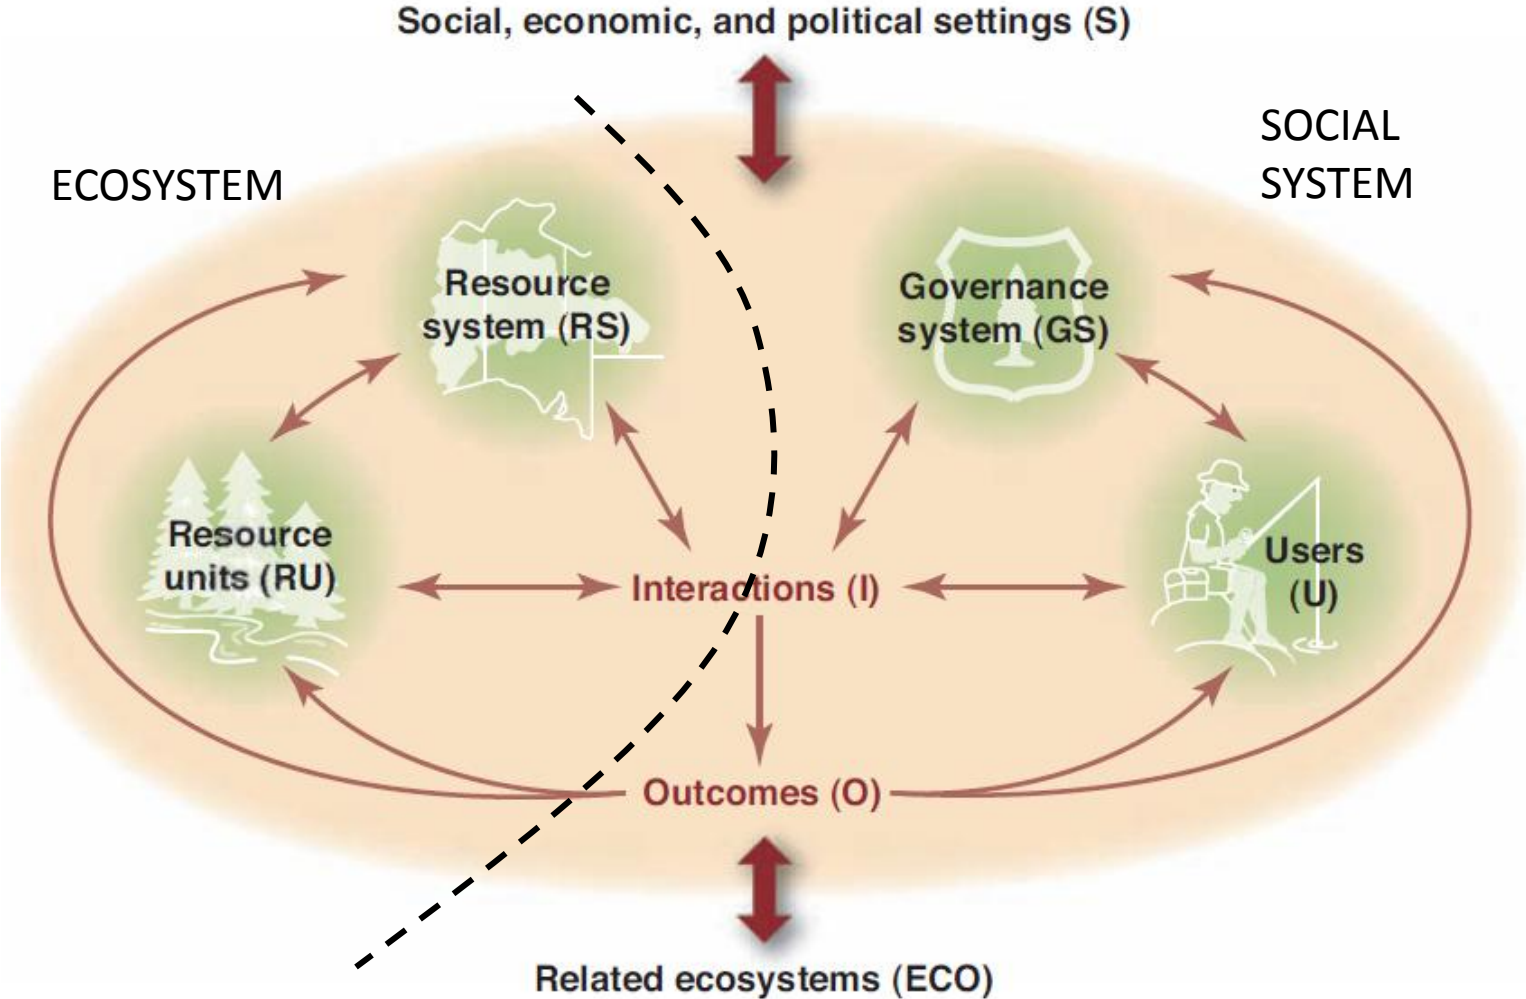 Social, economic, and political settings (S)
ECOSYSTEM
SOCIAL
SYSTEM
Resource
system (RS)
Governance
system (GS)
Resource
units (RU)
Interactions (I)
Users
(U)
Outcomes (O)
Related ecosystems (ECO)